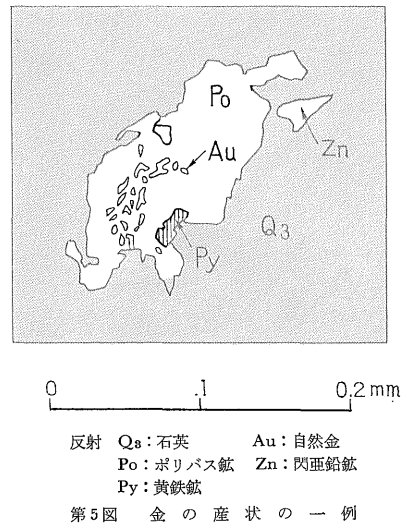 Po
Au
Zn
Q3
Py
0 .1 0.2mm
反射 Q3:石英 Au:自然金
Po:ポリバス鉱 Zn:閃亜鉛鉱
Py:黄鉄鉱
第5図 金の産状の一例